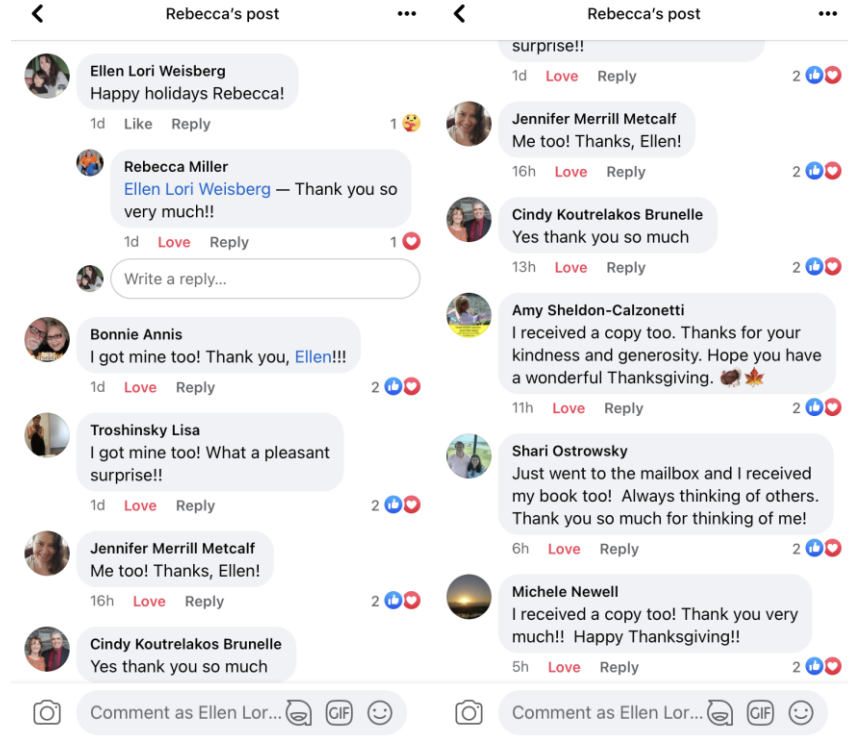 Rebecca's post
Ellen Lori Weisberg
Happy holidays Rebecca!
1d Like Reply 1
Rebecca Miller
Ellen Lori Weisberg — Thank you so
very much!!
1d Love Reply 1
Write a reply...
Bonnie Annis
I got mine too! Thank you, Ellen!!!
1d Love Reply 2
Troshinsky Lisa
I got mine too! What a pleasant
surprise!!
1d Love Reply 2
Jennifer Merrill Metcalf
Me too! Thanks, Ellen!
16h Love Reply 2
Cindy Koutrelakos Brunelle
Yes thank you so much
Comment as Ellen Lor... GIF
Rebecca's post
surprise!!
1d Love Reply 2
Jennifer Merrill Metcalf
Me too! Thanks, Ellen!
16h Love Reply 2
Cindy Koutrelakos Brunelle
Yes thank you so much
13h Love Reply 2
Amy Sheldon-Calzonetti
I received a copy too. Thanks for your
kindness and generosity. Hope you have
a wonderful Thanksgiving. 🦃🍁
11h Love Reply 2
Shari Ostrowsky
Just went to the mailbox and I received
my book too! Always thinking of others.
Thank you so much for thinking of me!
6h Love Reply 2
Michele Newell
I received a copy too! Thank you very
much!! Happy Thanksgiving!!
5h Love Reply 2
Comment as Ellen Lor... GIF